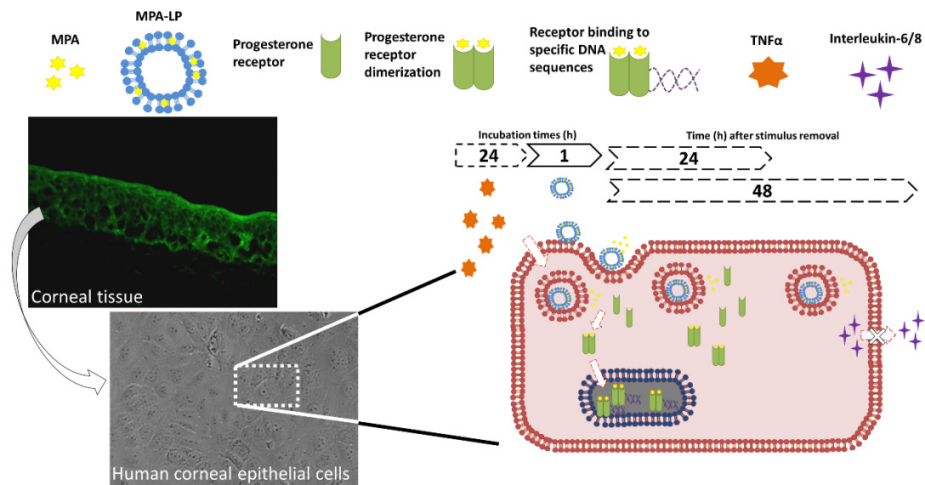 MPA
MPA-LP
Progesterone
receptor
Progesterone
receptor
dimerization
Receptor binding to
specific DNA
sequences
TNFα
Interleukin-6/8
Incubation times (h)
Time (h) after stimulus removal
24
1
24
48
Corneal tissue
Human corneal epithelial cells